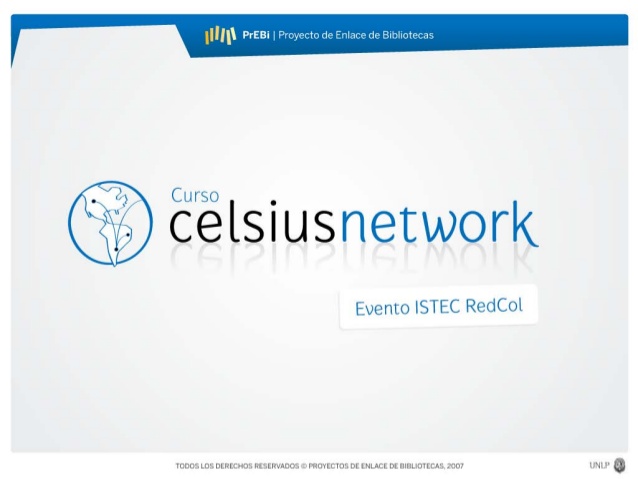 PrEBi | Proyecto de Enlace de Bibliotecas
Curso
celsiusnetwork
Evento ISTEC RedCol
TODOS LOS DERECHOS RESERVADOS © PROYECTOS DE ENLACE DE BIBLIOTECAS, 2007
UNLP